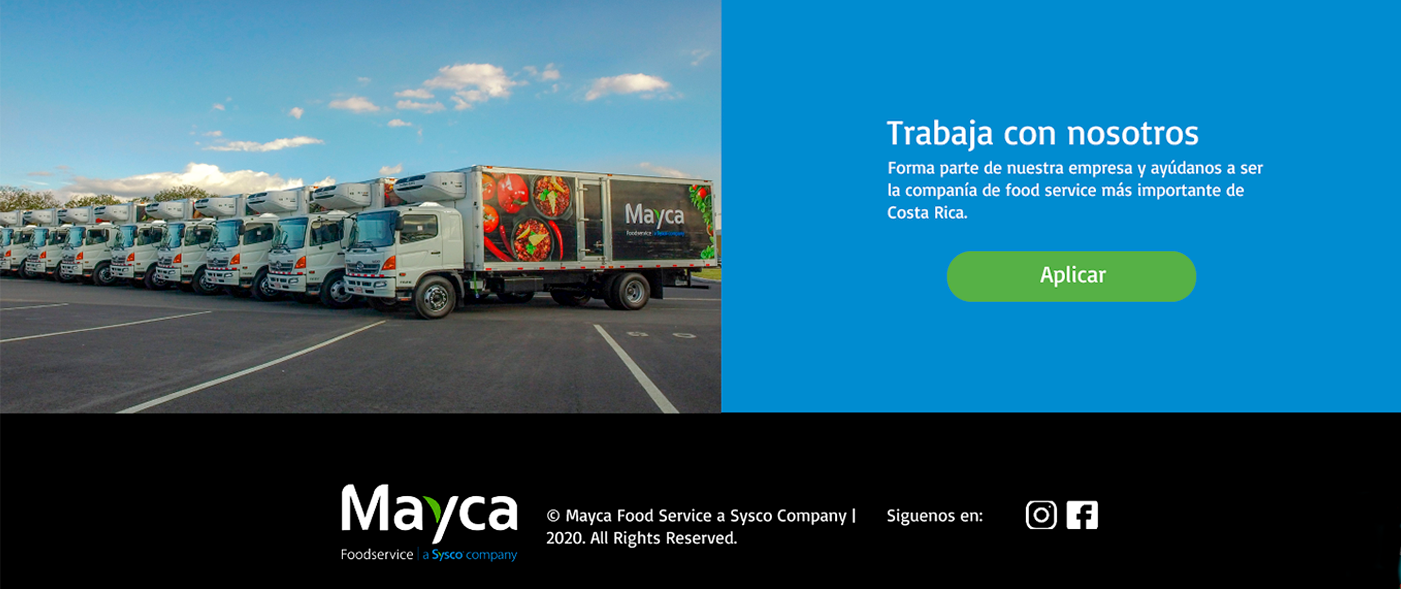 Mayca
Foodservice | a Sysco company
Trabaja con nosotros
Forma parte de nuestra empresa y ayúdanos a ser
la companía de food service más importante de
Costa Rica.
Aplicar
Mayca
Foodservice | a Sysco company
© Mayca Food Service a Sysco Company |
2020. All Rights Reserved.
Siguenos en: